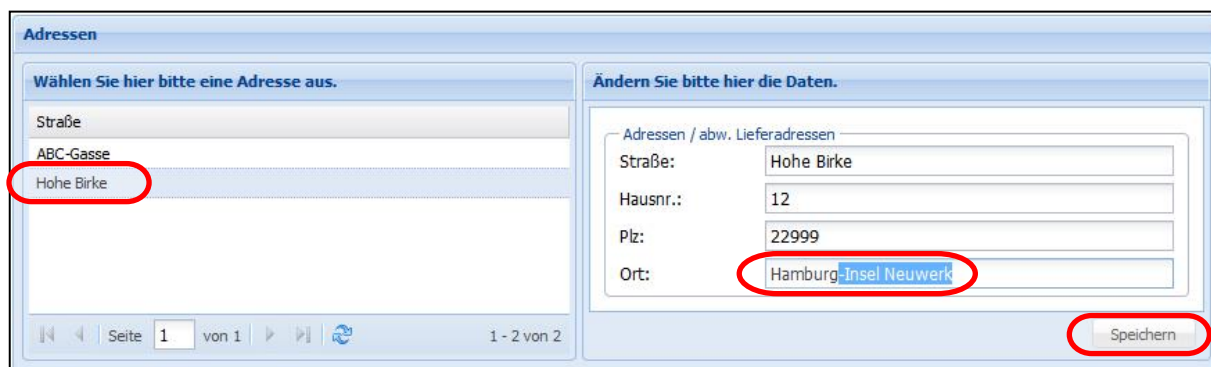 Adressen
Wählen Sie hier bitte eine Adresse aus.
Straße
ABC-Gasse
Hohe Birke
Seite 1 von 1
1 - 2 von 2
Ändern Sie bitte hier die Daten.
Adressen / abw. Lieferadressen
Straße: Hohe Birke
Hausnr.: 12
Plz: 22999
Ort: Hamburg-Insel Neuwerk
Speichern